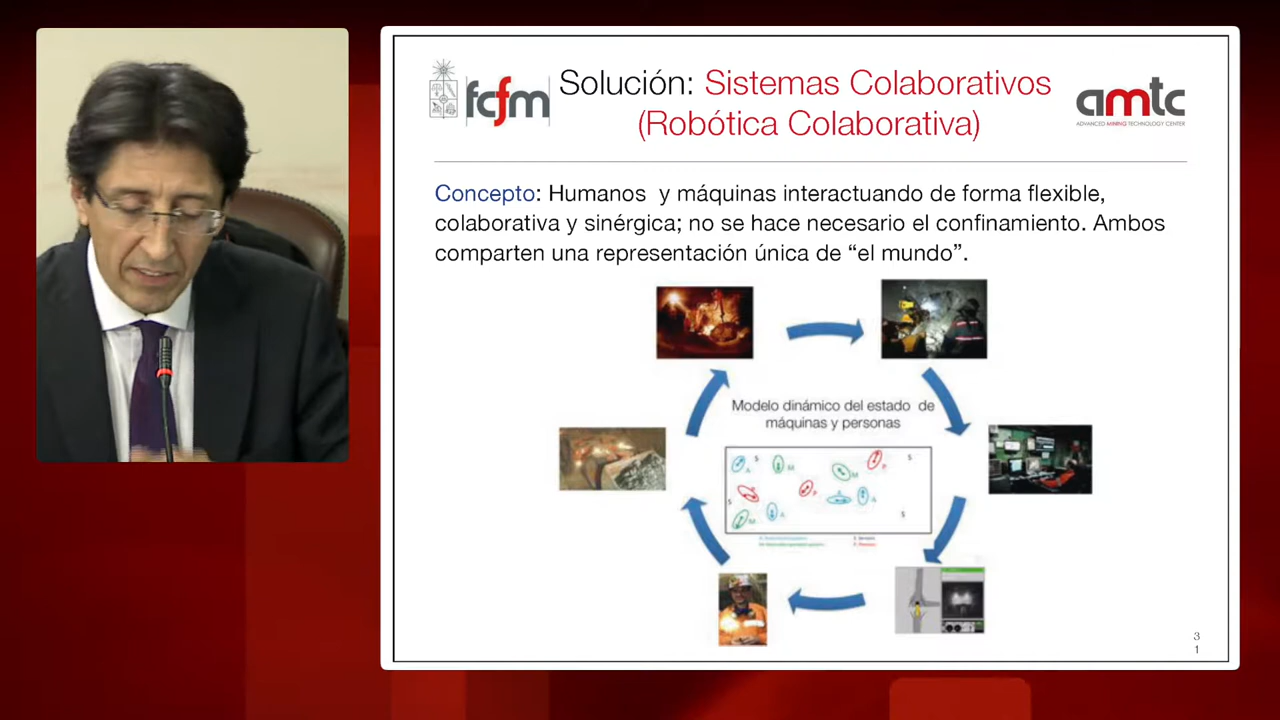 fcfm
Solución: Sistemas Colaborativos
(Robótica Colaborativa)
amtc
ADVANCED MINING TECHNOLOGY CENTER
Concepto: Humanos y máquinas interactuando de forma flexible,
colaborativa y sinérgica; no se hace necesario el confinamiento. Ambos
comparten una representación única de “el mundo”.
Modelo dinámico del estado de
máquinas y personas
S
S
A
M
M
P
P
A
S
M
A
S
3
1